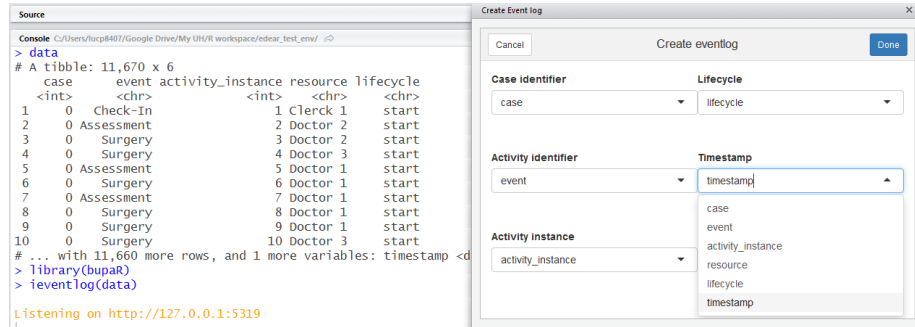 Source
Console C:/Users/lucp8407/Google Drive/My UH/R workspace/edear_test_env/
> data
# A tibble: 11,670 x 6
case event activity_instance resource lifecycle
<int> <chr> <int> <chr> <chr>
1 0 Check-In 1 Clerck 1 start
2 0 Assessment 2 Doctor 2 start
3 0 Surgery 3 Doctor 2 start
4 0 Surgery 4 Doctor 3 start
5 0 Assessment 5 Doctor 1 start
6 0 Surgery 6 Doctor 1 start
7 0 Assessment 7 Doctor 1 start
8 0 Surgery 8 Doctor 1 start
9 0 Surgery 9 Doctor 1 start
10 0 Surgery 10 Doctor 3 start
# ... with 11,660 more rows, and 1 more variables: timestamp <d
> library(bupaR)
> ieventlog(data)
Listening on http://127.0.0.1:5319
Create Event log
Cancel Create eventlog Done
Case identifier Lifecycle
case lifecycle
Activity identifier Timestamp
event timestamp
case
event
activity_instance
resource
lifecycle
timestamp
Activity instance
activity_instance